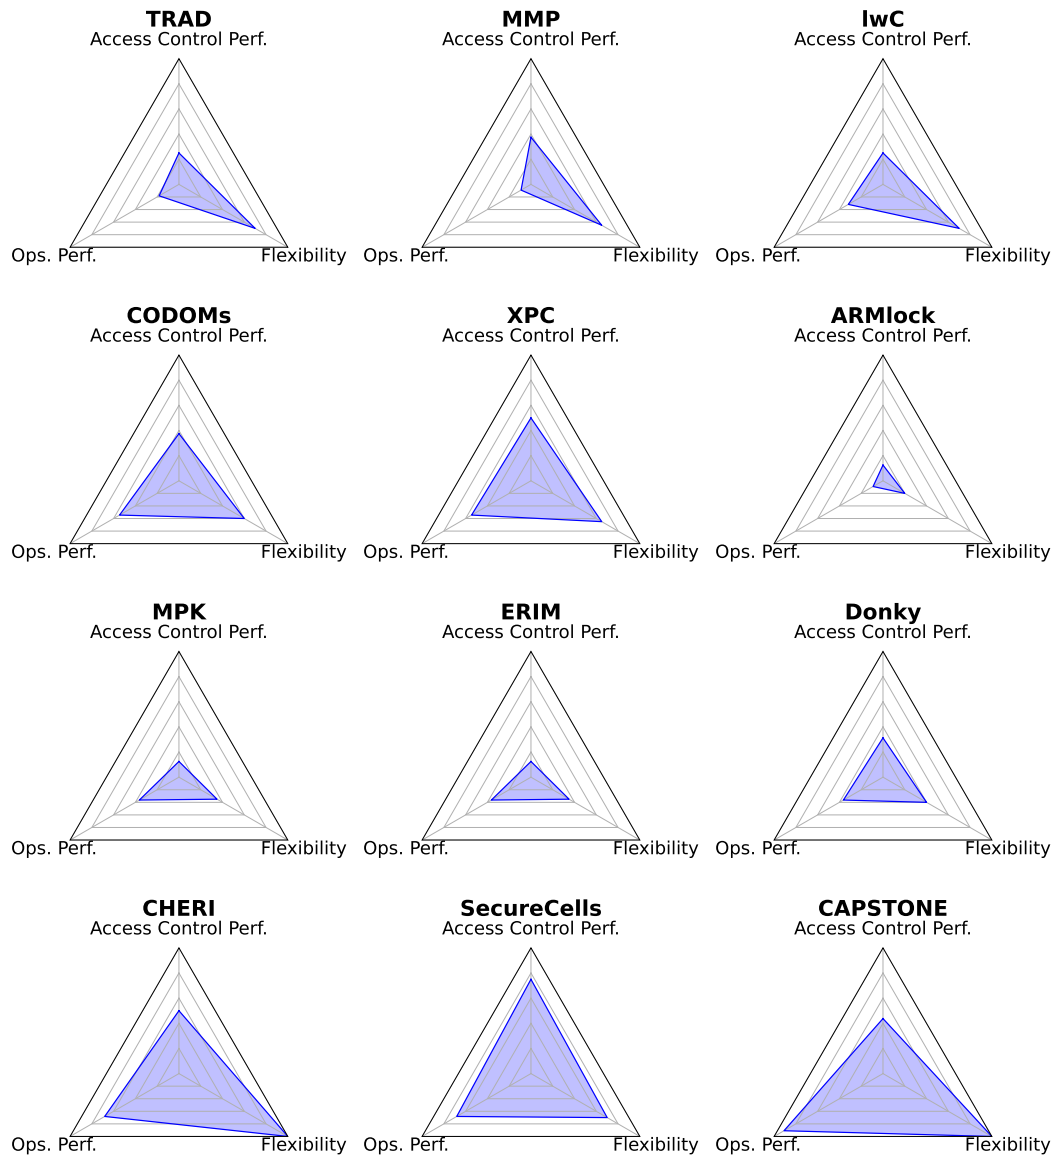 TRAD
Access Control Perf.
Ops. Perf.
Flexibility
MMP
Access Control Perf.
Ops. Perf.
Flexibility
lwC
Access Control Perf.
Ops. Perf.
Flexibility
CODOMs
Access Control Perf.
Ops. Perf.
Flexibility
XPC
Access Control Perf.
Ops. Perf.
Flexibility
ARMlock
Access Control Perf.
Ops. Perf.
Flexibility
MPK
Access Control Perf.
Ops. Perf.
Flexibility
ERIM
Access Control Perf.
Ops. Perf.
Flexibility
Donky
Access Control Perf.
Ops. Perf.
Flexibility
CHERI
Access Control Perf.
Ops. Perf.
Flexibility
SecureCells
Access Control Perf.
Ops. Perf.
Flexibility
CAPSTONE
Access Control Perf.
Ops. Perf.
Flexibility